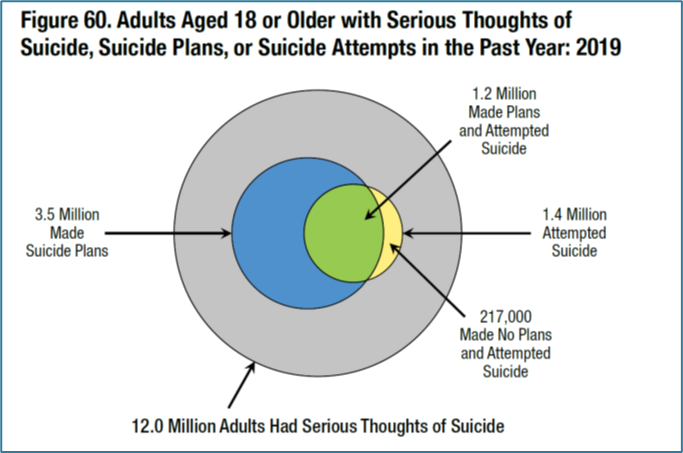 Figure 60. Adults Aged 18 or Older with Serious Thoughts of
Suicide, Suicide Plans, or Suicide Attempts in the Past Year: 2019
1.2 Million
Made Plans
and Attempted
Suicide
3.5 Million
Made
Suicide Plans
1.4 Million
Attempted
Suicide
217,000
Made No Plans
and Attempted
Suicide
12.0 Million Adults Had Serious Thoughts of Suicide